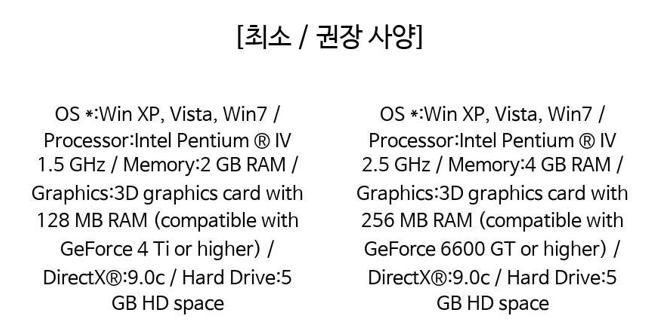 [최소 / 권장 사양]
OS *:Win XP, Vista, Win7 /
Processor:Intel Pentium ® IV
1.5 GHz / Memory:2 GB RAM /
Graphics:3D graphics card with
128 MB RAM (compatible with
GeForce 4 Ti or higher) /
DirectX®:9.0c / Hard Drive:5
GB HD space
OS *:Win XP, Vista, Win7 /
Processor:Intel Pentium ® IV
2.5 GHz / Memory:4 GB RAM /
Graphics:3D graphics card with
256 MB RAM (compatible with
GeForce 6600 GT or higher) /
DirectX®:9.0c / Hard Drive:5
GB HD space